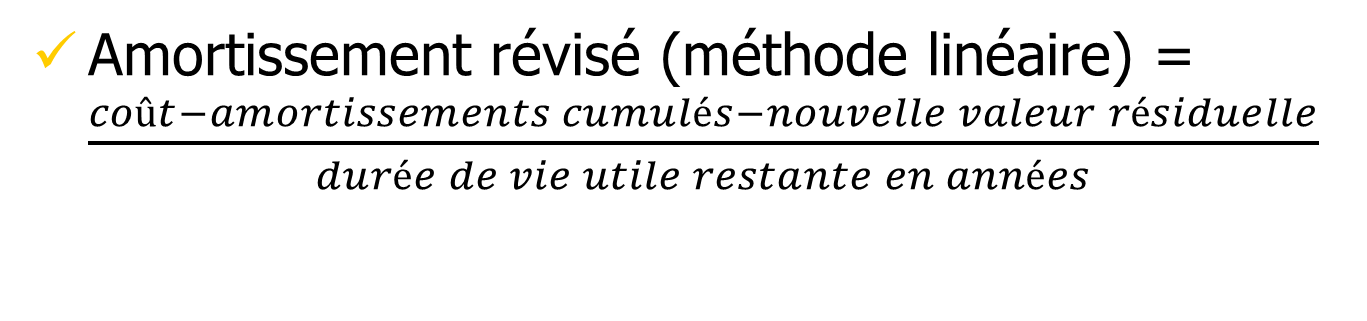 ✓ Amortissement révisé (méthode linéaire) =
coût−amortissements cumulés−nouvelle valeur résiduelle
durée de vie utile restante en années